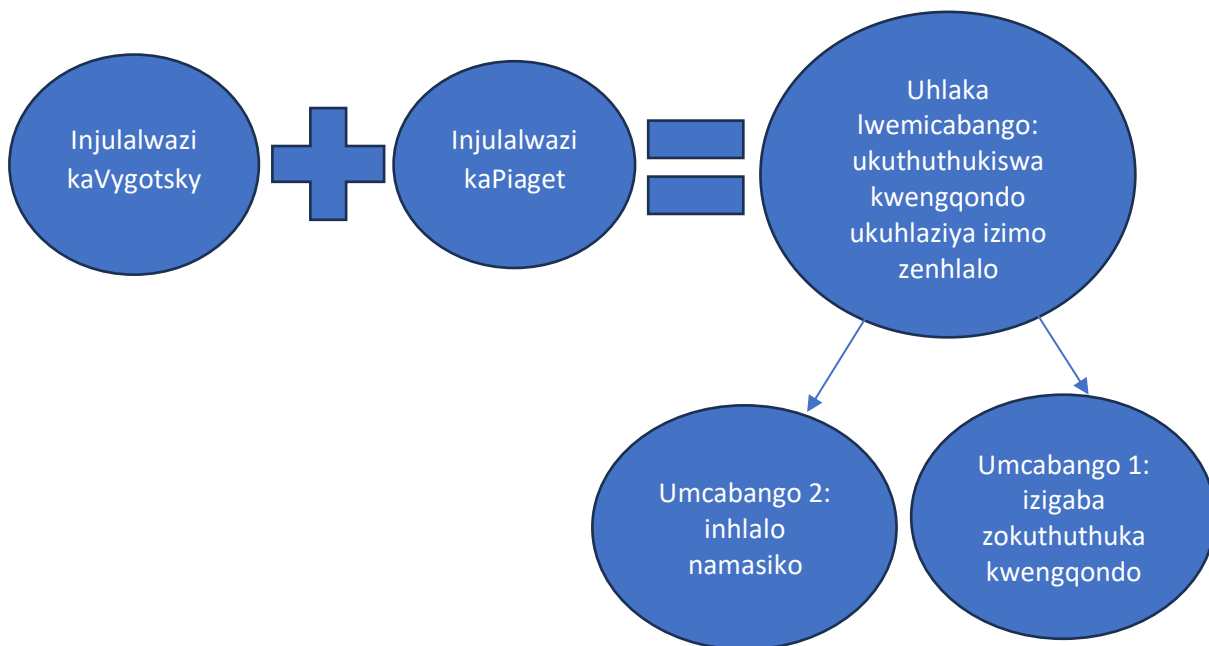 Injulalwazi
kaVygotsky
Injulalwazi
kaPiaget
Uhlaka
lwemicabango:
ukuthuthukiswa
kwengqondo
ukuhlaziya izimo
zenhlalo
Umcabango 2:
inhlalo
namasiko
Umcabango 1:
izigaba
zokuthuthuka
kwengqondo